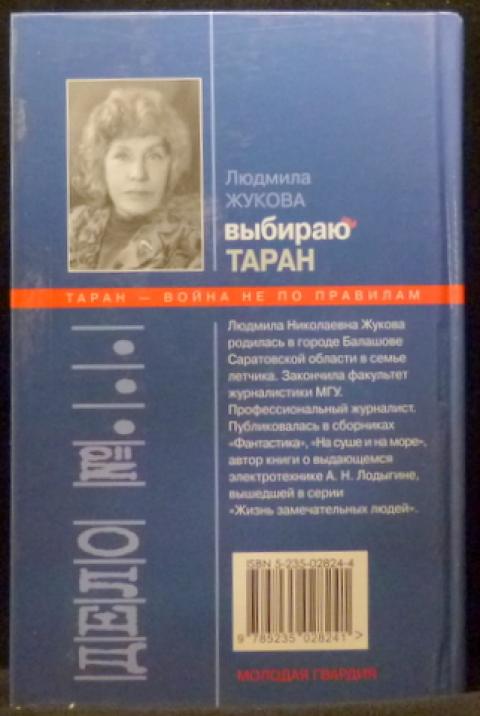 Людмила
ЖУКОВА
выбираю
ТАРАН
ТАРАН — ВОЙНА НЕ ПО ПРАВИЛАМ
Людмила Николаевна Жукова
родилась в городе Балашове
Саратовской области в семье
летчика. Закончила факультет
журналистики МГУ.
Профессиональный журналист.
Публиковалась в сборниках
«Фантастика», «На суше и на море»,
автор книги о выдающемся
электротехнике А. Н. Лодыгине,
вышедшей в серии
«Жизнь замечательных людей».
ДЕЛО №....
ISBN 5-235-02824-4
9 785235 028241 >
МОЛОДАЯ ГВАРДИЯ